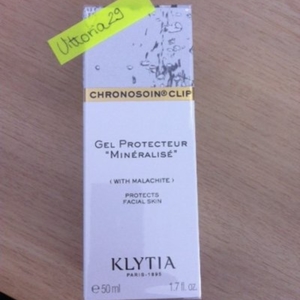 Vittoria29
CHRONOSOIN® CLIP
GEL PROTECTEUR
"MINÉRALISÉ"
(WITH MALACHITE)
PROTECTS
FACIAL SKIN
KLYTIA
PARIS-1895
e 50 ml 1.7 fl.oz